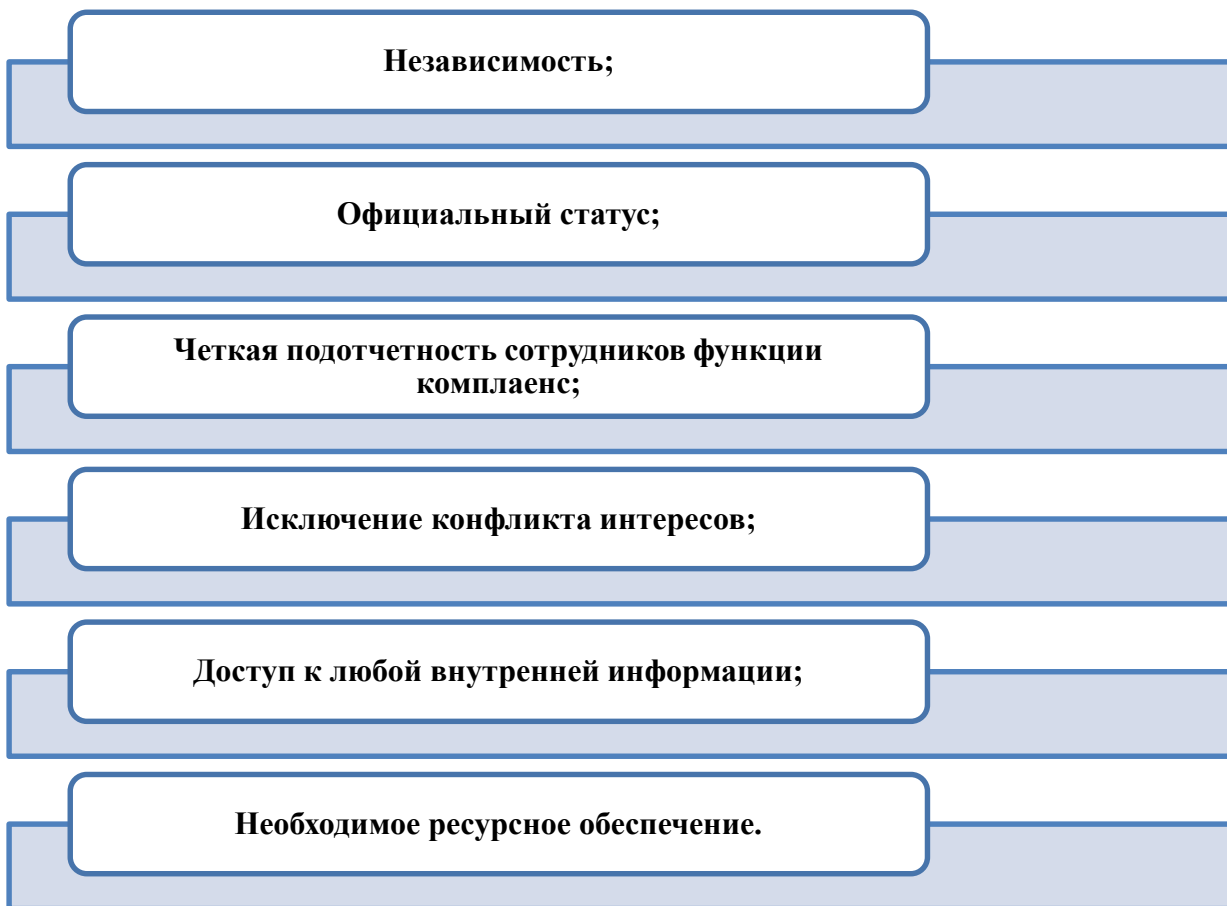 Независимость;
Официальный статус;
Четкая подотчетность сотрудников функции
комплаенс;
Исключение конфликта интересов;
Доступ к любой внутренней информации;
Необходимое ресурсное обеспечение.